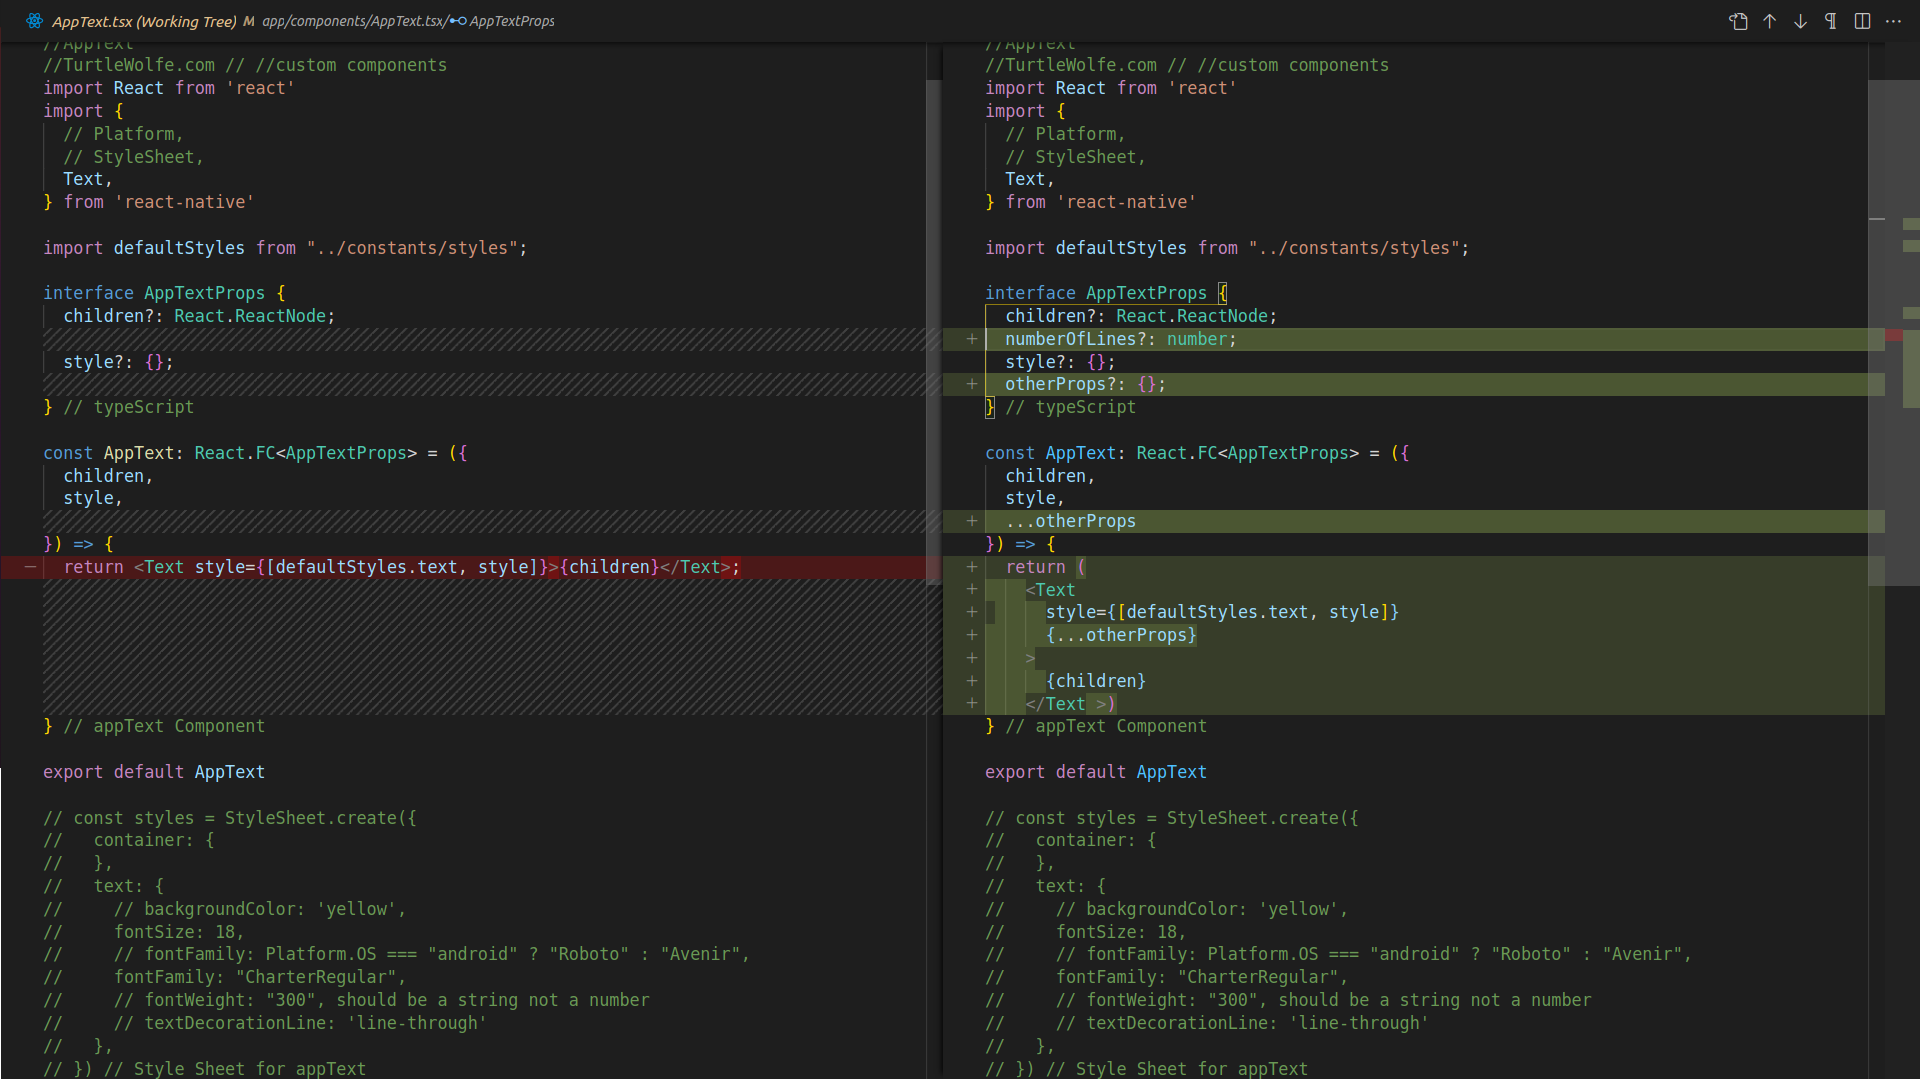 AppText.tsx (Working Tree) M app/components/AppText.tsx/ AppTextProps
//AppText
//TurtleWolfe.com // //custom components
import React from 'react'
import {
  // Platform,
  // StyleSheet,
  Text,
} from 'react-native'
import defaultStyles from "../constants/styles";
interface AppTextProps {
  children?: React.ReactNode;
  style?: {};
} // typeScript
const AppText: React.FC<AppTextProps> = ({
  children,
  style,
}) => {
−  return <Text style={[defaultStyles.text, style]}>{children}</Text>;
} // appText Component
export default AppText
// const styles = StyleSheet.create({
//   container: {
//   },
//   text: {
//     // backgroundColor: 'yellow',
//     fontSize: 18,
//     // fontFamily: Platform.OS === "android" ? "Roboto" : "Avenir",
//     fontFamily: "CharterRegular",
//     // fontWeight: "300", should be a string not a number
//     // textDecorationLine: 'line-through'
//   },
// }) // Style Sheet for appText
//AppText
//TurtleWolfe.com // //custom components
import React from 'react'
import {
  // Platform,
  // StyleSheet,
  Text,
} from 'react-native'
import defaultStyles from "../constants/styles";
interface AppTextProps {
  children?: React.ReactNode;
+  numberOfLines?: number;
  style?: {};
+  otherProps?: {};
} // typeScript
const AppText: React.FC<AppTextProps> = ({
  children,
  style,
+  ...otherProps
}) => {
+  return (
+    <Text
+      style={[defaultStyles.text, style]}
+      {...otherProps}
+    >
+      {children}
+    </Text >)
} // appText Component
export default AppText
// const styles = StyleSheet.create({
//   container: {
//   },
//   text: {
//     // backgroundColor: 'yellow',
//     fontSize: 18,
//     // fontFamily: Platform.OS === "android" ? "Roboto" : "Avenir",
//     fontFamily: "CharterRegular",
//     // fontWeight: "300", should be a string not a number
//     // textDecorationLine: 'line-through'
//   },
// }) // Style Sheet for appText